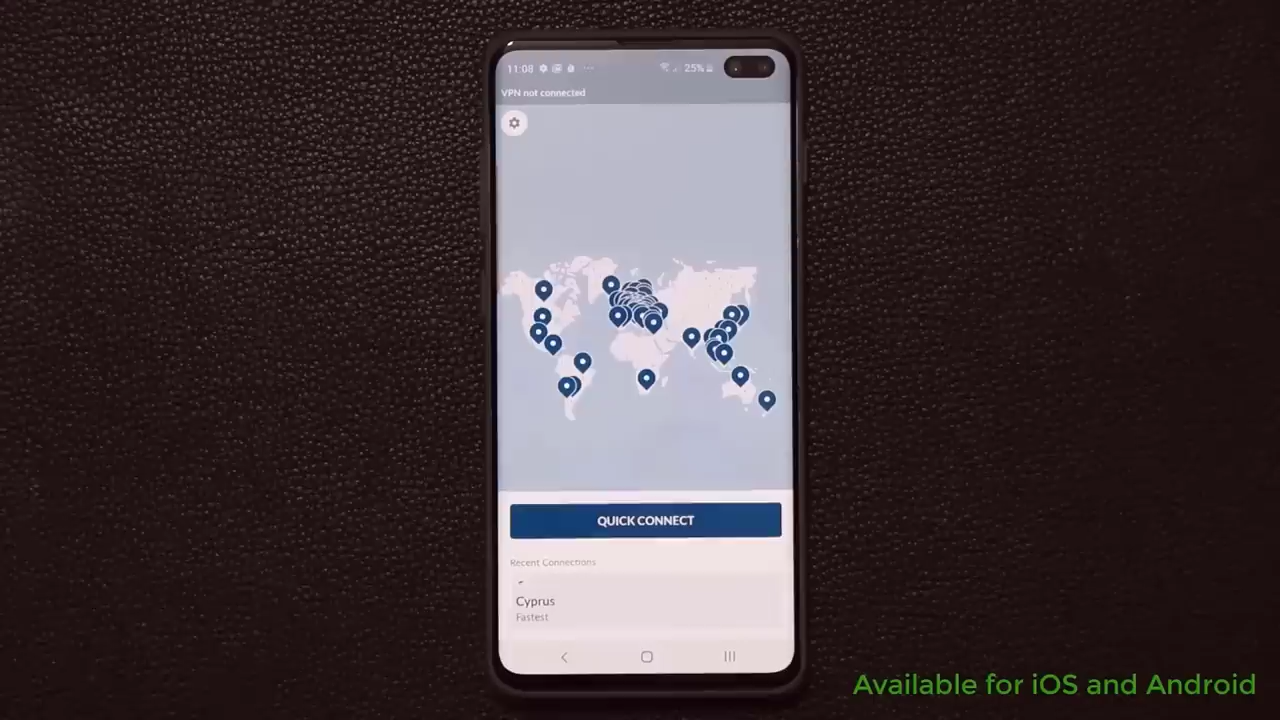 11:08
25%
VPN not connected
QUICK CONNECT
Recent Connections
Cyprus
Fastest
Available for iOS and Android